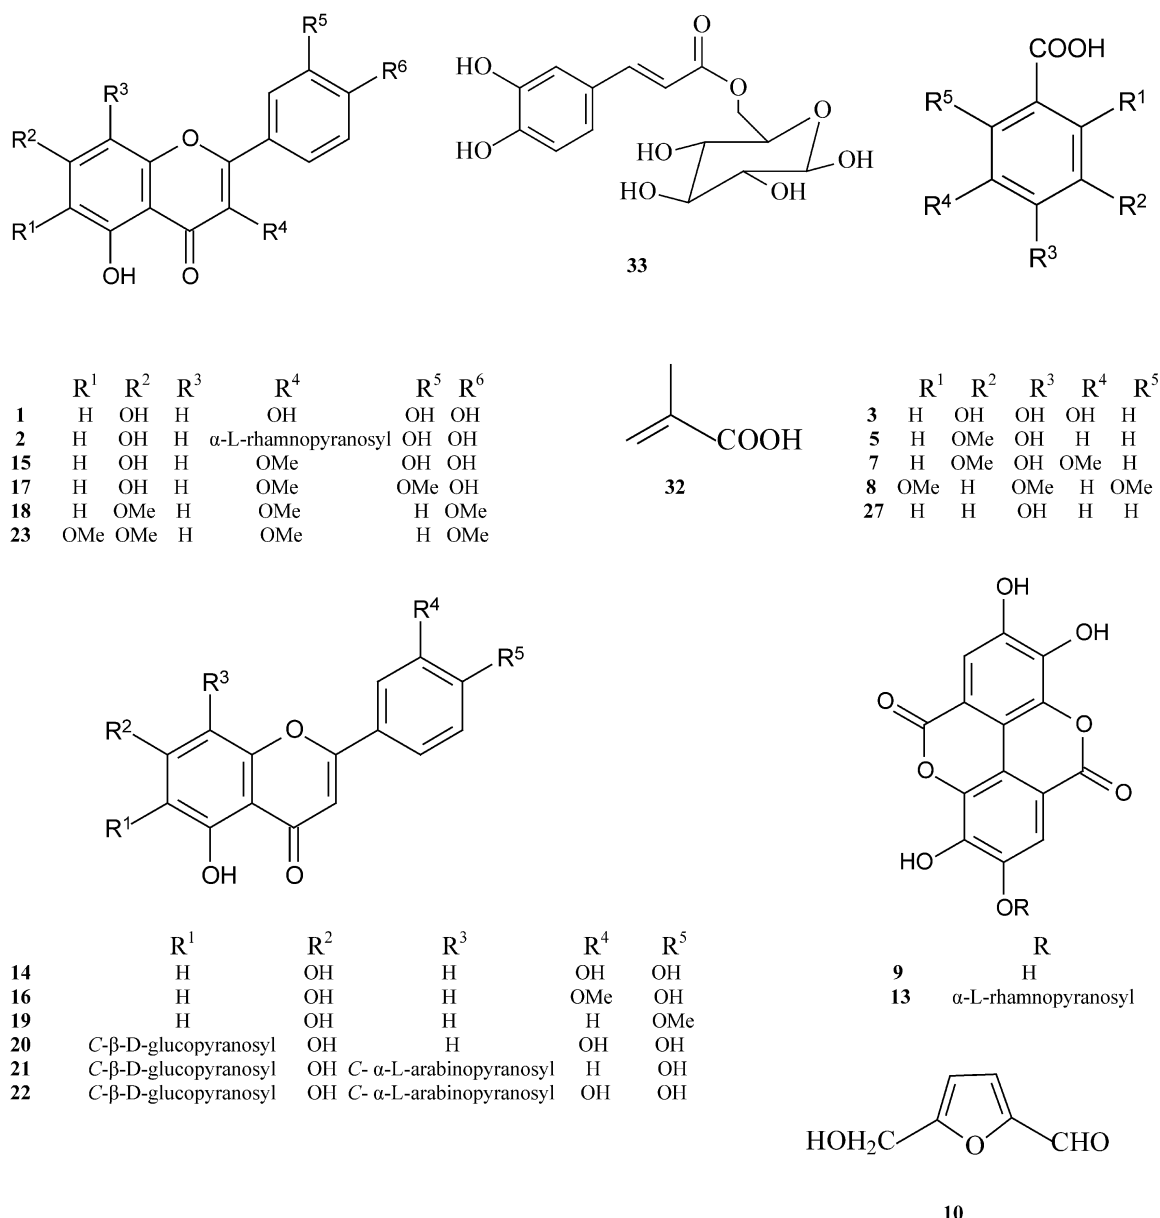 R⁵
R⁶
R³
R²
R¹
O
R⁴
OH
O
HO
HO
O
O
O
HO
HO
OH
OH
33
COOH
R⁵
R¹
R⁴
R²
R³
R¹ R² R³ R⁴ R⁵ R⁶
1 H OH H OH OH OH
2 H OH H α-L-rhamnopyranosyl OH OH
15 H OH H OMe OH OH
17 H OH H OMe OMe OH
18 H OMe H OMe H OMe
23 OMe OMe H OMe H OMe
COOH
32
R¹ R² R³ R⁴ R⁵
3 H OH OH OH H
5 H OMe OH H H
7 H OMe OH OMe H
8 OMe H OMe H OMe
27 H H OH H H
R⁴
R⁵
R³
R²
O
R¹
OH
O
R¹ R² R³ R⁴ R⁵
14 H OH H OH OH
16 H OH H OMe OH
19 H OH H H OMe
20 C-β-D-glucopyranosyl OH H OH OH
21 C-β-D-glucopyranosyl OH C- α-L-arabinopyranosyl H OH
22 C-β-D-glucopyranosyl OH C- α-L-arabinopyranosyl OH OH
OH
OH
O
O
O
O
HO
OR
R
9 H
13 α-L-rhamnopyranosyl
HOH₂C
O
CHO
10